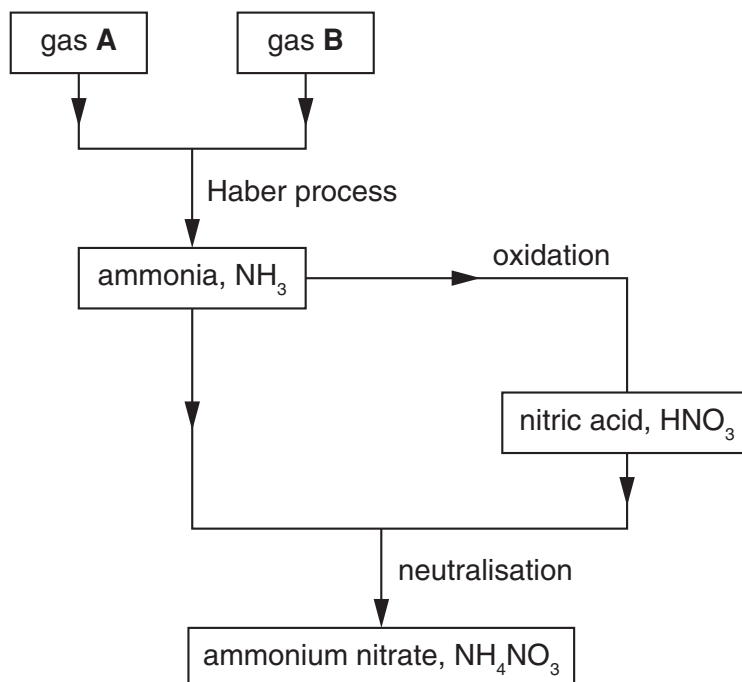 gas A
gas B
Haber process
ammonia, NH₃
oxidation
nitric acid, HNO₃
neutralisation
ammonium nitrate, NH₄NO₃